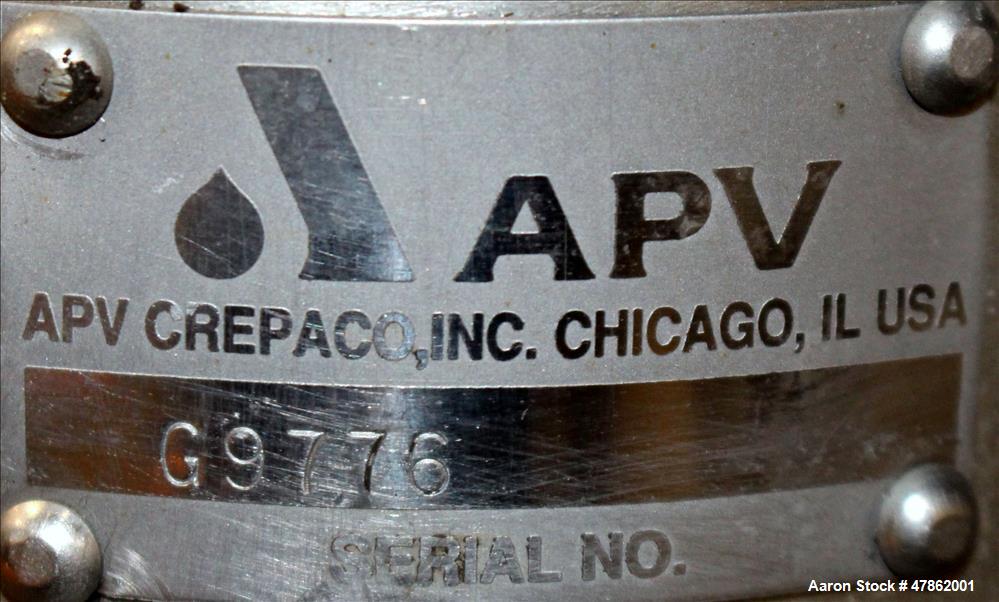 APV
APV CREPACO, INC. CHICAGO, IL USA
G9776
SERIAL NO.
Aaron Stock # 47862001